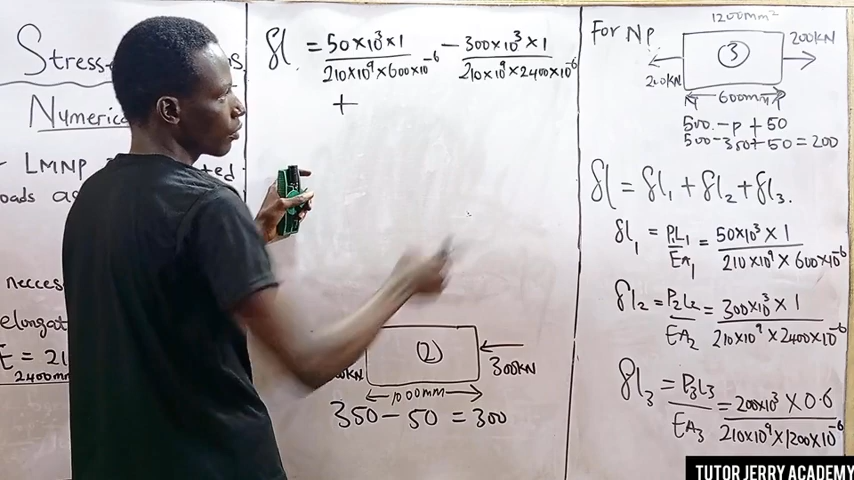 Stress
Numerica
LMNP
oads as
necces
elongat
E = 21
2400mm
δl = 50×10³×1 / 210×10⁹×600×10⁻⁶ − 300×10³×1 / 210×10⁹×2400×10⁻⁶
+
②
300KN
1000mm
350 − 50 = 300
For NP
1200mm²
③
200KN
200KN
600mm
500 - P + 50
500 - 350 + 50 = 200
δl = δl₁ + δl₂ + δl₃.
δl₁ = P₁L₁ / EA₁ = 50×10³×1 / 210×10⁹×600×10⁻⁶
δl₂ = P₂L₂ / EA₂ = 300×10³×1 / 210×10⁹×2400×10⁻⁶
δl₃ = P₃L₃ / EA₃ = 200×10³×0.6 / 210×10⁹×1200×10⁻⁶
TUTOR JERRY ACADEMY